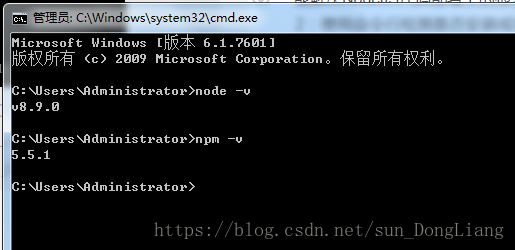 管理员: C:\Windows\system32\cmd.exe
Microsoft Windows [版本 6.1.7601]
版权所有 (c) 2009 Microsoft Corporation。保留所有权利。
C:\Users\Administrator>node -v
v8.9.0
C:\Users\Administrator>npm -v
5.5.1
C:\Users\Administrator>
https://blog.csdn.net/sun_DongLiang